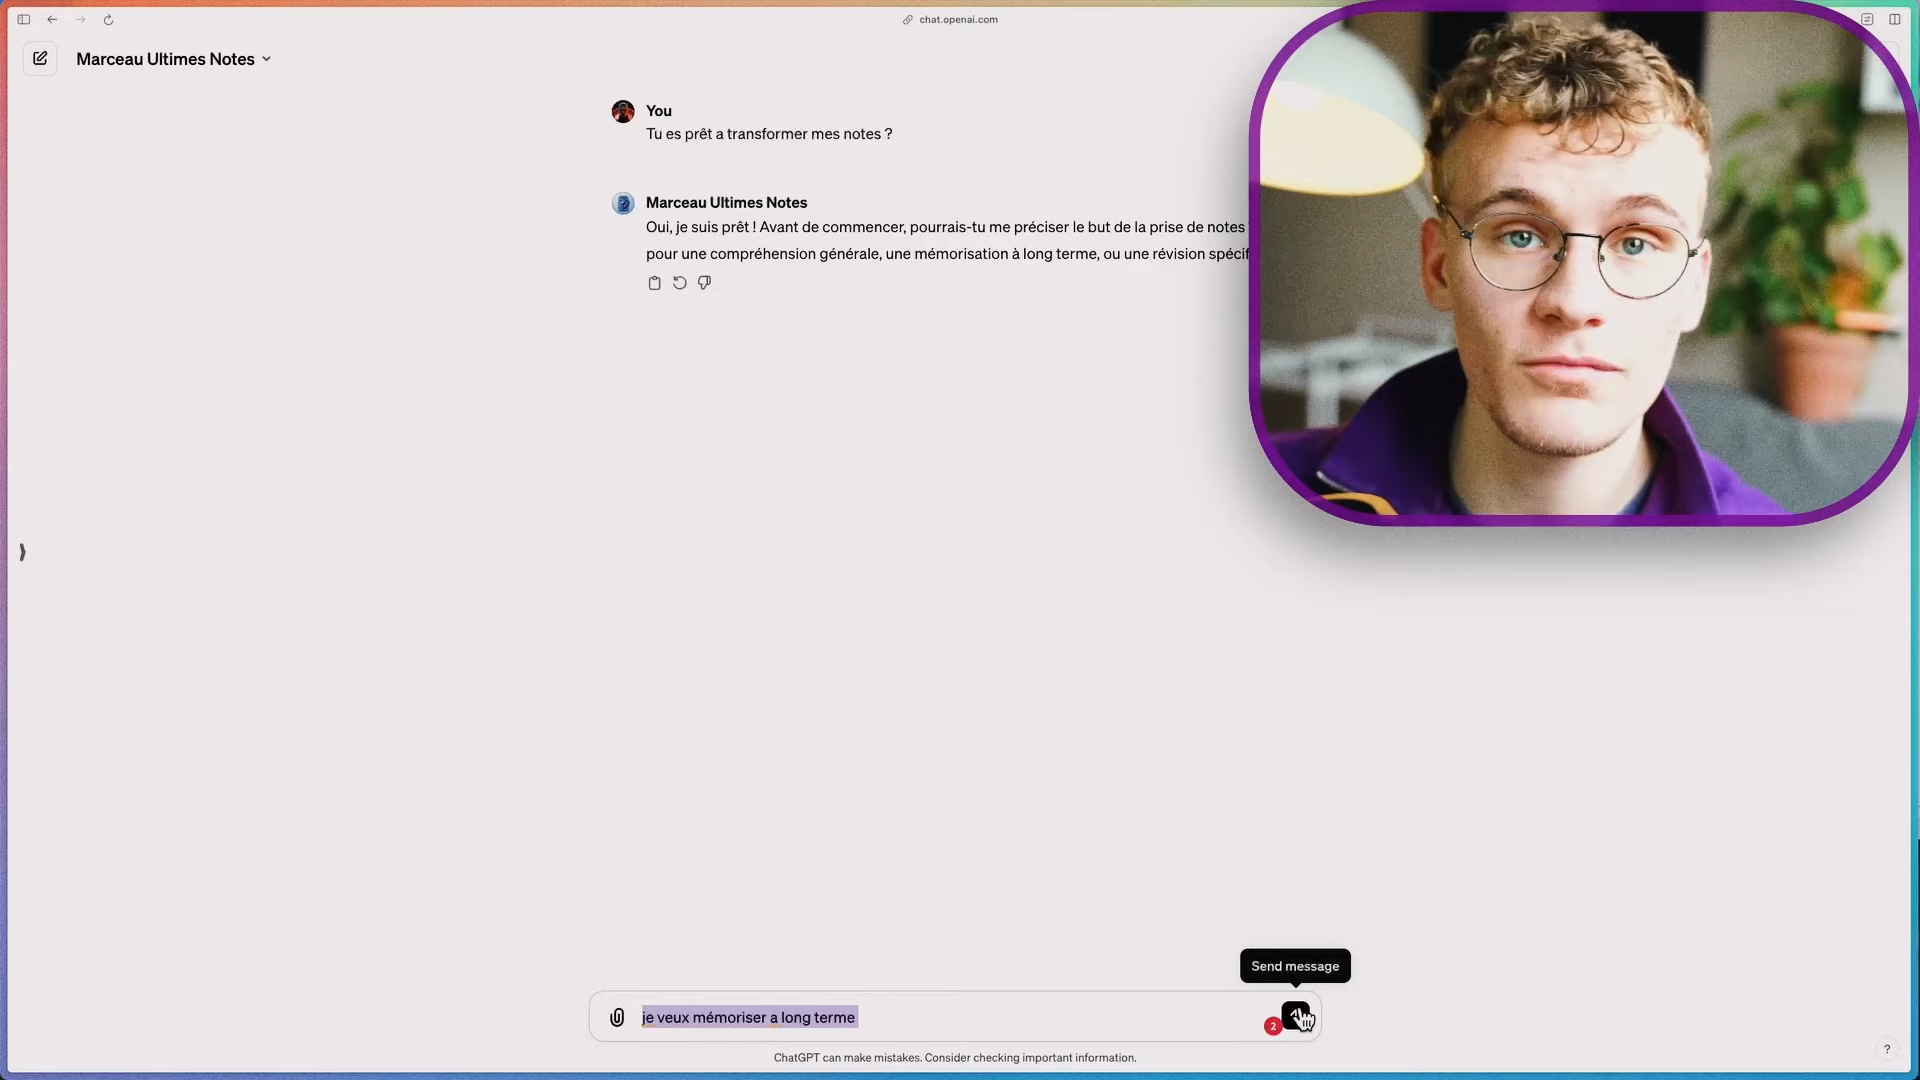 chat.openai.com
Marceau Ultimes Notes
You
Tu es prêt a transformer mes notes ?
Marceau Ultimes Notes
Oui, je suis prêt ! Avant de commencer, pourrais-tu me préciser le but de la prise de notes
pour une compréhension générale, une mémorisation à long terme, ou une révision
Send message
je veux mémoriser a long terme
2
ChatGPT can make mistakes. Consider checking important information.
?